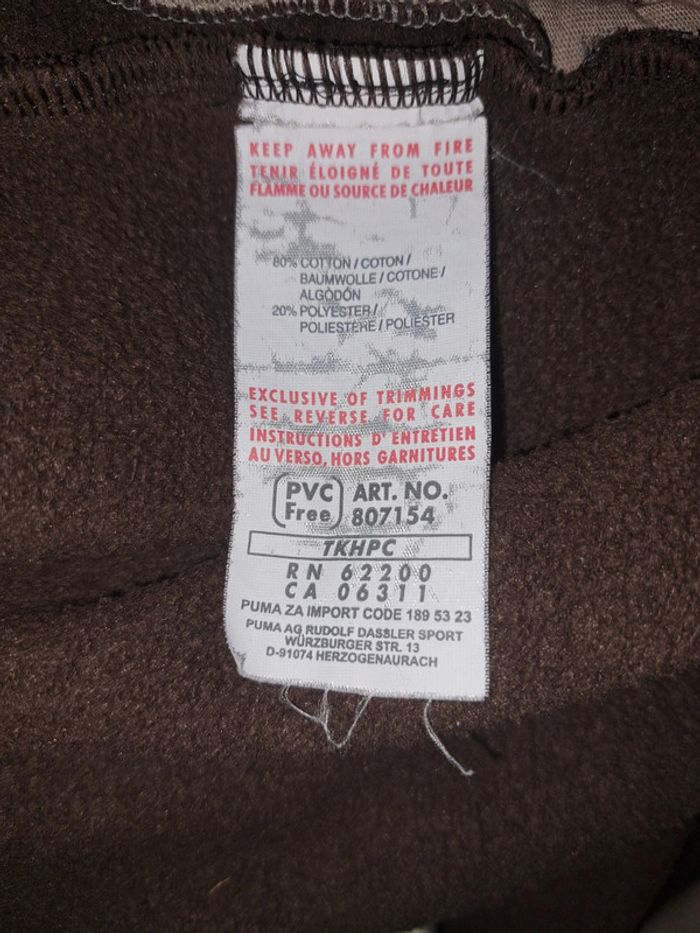 KEEP AWAY FROM FIRE
TENIR ÉLOIGNÉ DE TOUTE
FLAMME OU SOURCE DE CHALEUR
80% COTTON / COTON /
BAUMWOLLE / COTONE /
ALGODÓN
20% POLYESTER /
POLIESTERE / POLIÉSTER
EXCLUSIVE OF TRIMMINGS
SEE REVERSE FOR CARE
INSTRUCTIONS D' ENTRETIEN
AU VERSO, HORS GARNITURES
PVC Free ART. NO. 807154
TKHPC
RN 62200
CA 06311
PUMA ZA IMPORT CODE 189 53 23
PUMA AG RUDOLF DASSLER SPORT
WÜRZBURGER STR. 13
D-91074 HERZOGENAURACH